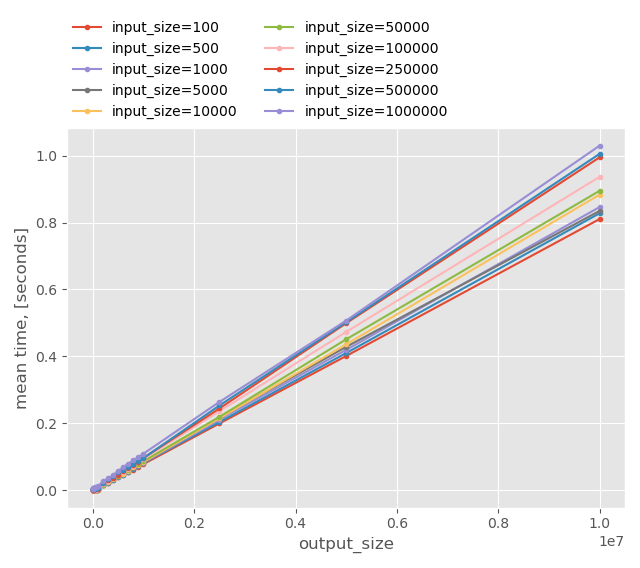 input_size=100
input_size=500
input_size=1000
input_size=5000
input_size=10000
input_size=50000
input_size=100000
input_size=250000
input_size=500000
input_size=1000000
mean time, [seconds]
1.0
0.8
0.6
0.4
0.2
0.0
0.0 0.2 0.4 0.6 0.8 1.0
1e7
output_size